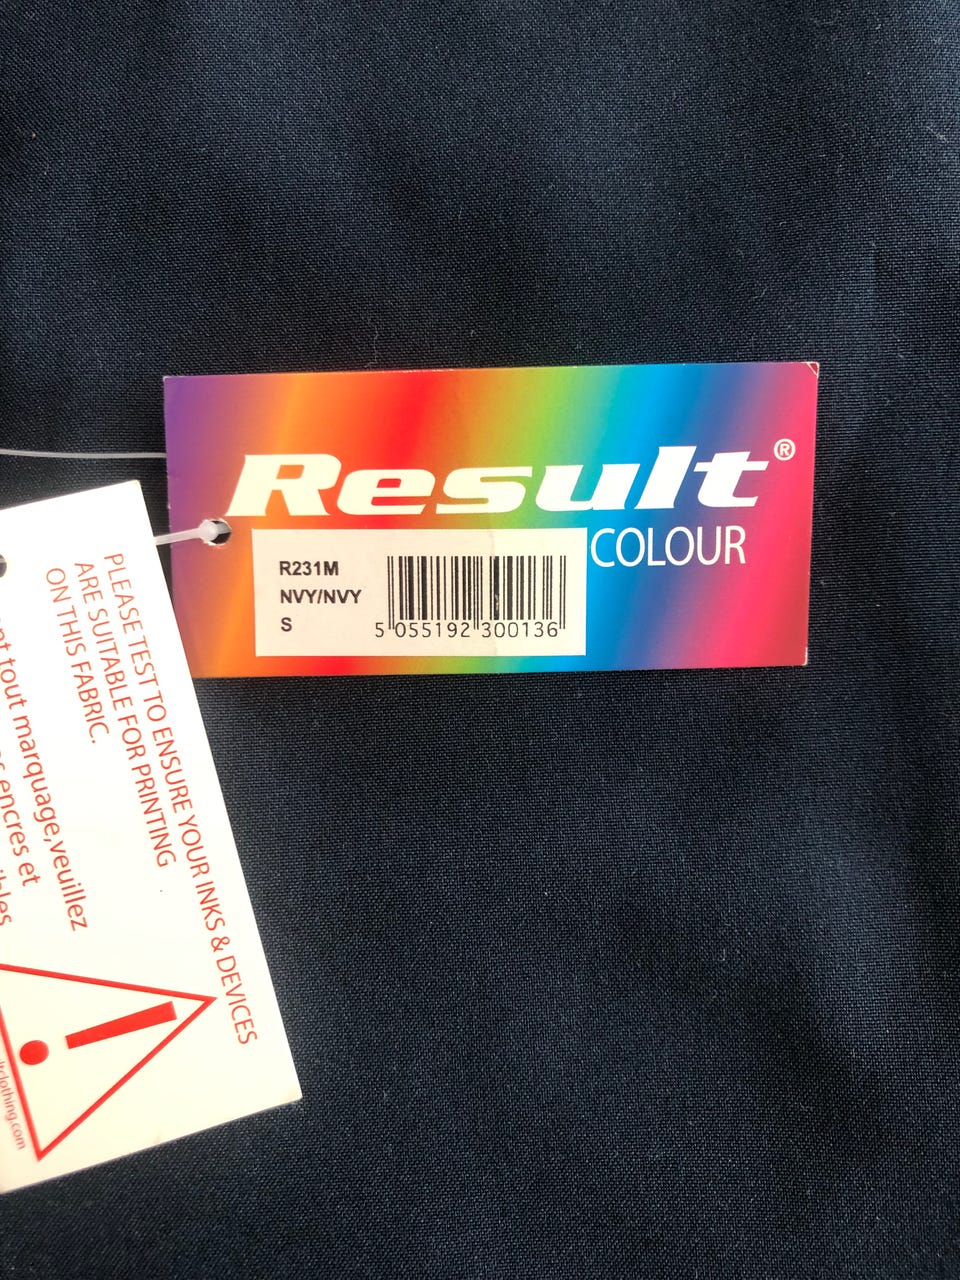 Result®
COLOUR
R231M
NVY/NVY
S
5 055192 300136
PLEASE TEST TO ENSURE YOUR INKS & DEVICES
ARE SUITABLE FOR PRINTING
ON THIS FABRIC.
tout marquage, veuillez
encres et